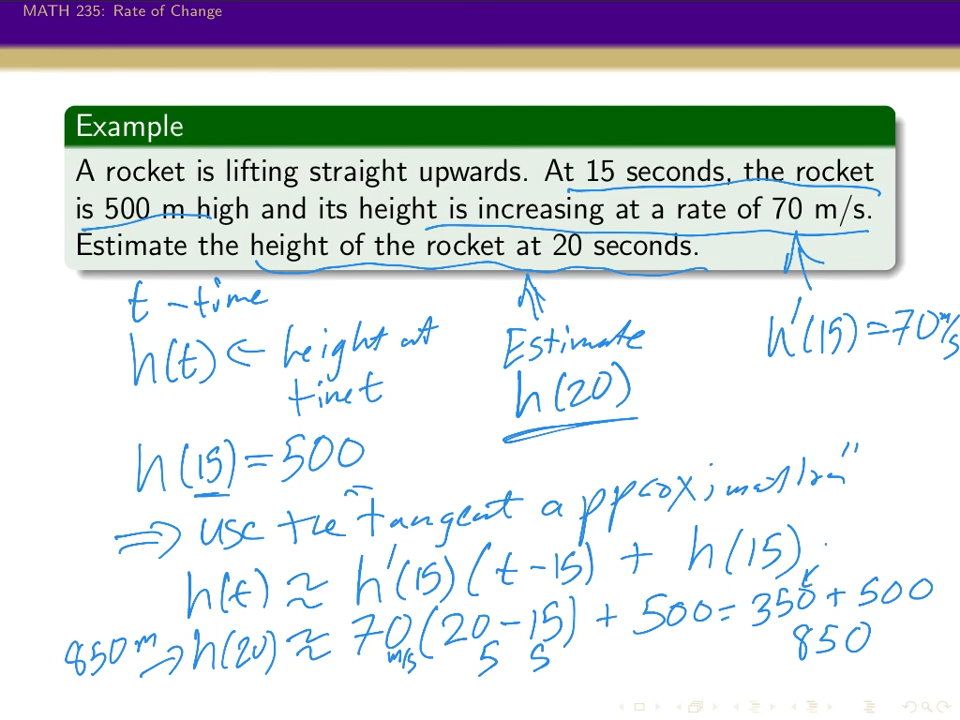 MATH 235: Rate of Change
Example
A rocket is lifting straight upwards. At 15 seconds, the rocket
is 500 m high and its height is increasing at a rate of 70 m/s.
Estimate the height of the rocket at 20 seconds.
t - time
h(t) ← height at
time t
Estimate
h(20)
h'(15) = 70 m/s
h(15) = 500
⇒ use the "Tangent approximation"
h(t) ≈ h'(15)(t - 15) + h(15)
850 m ⇒ h(20) ≈ 70(20 - 15) + 500 = 350 + 500
m/s s s 850